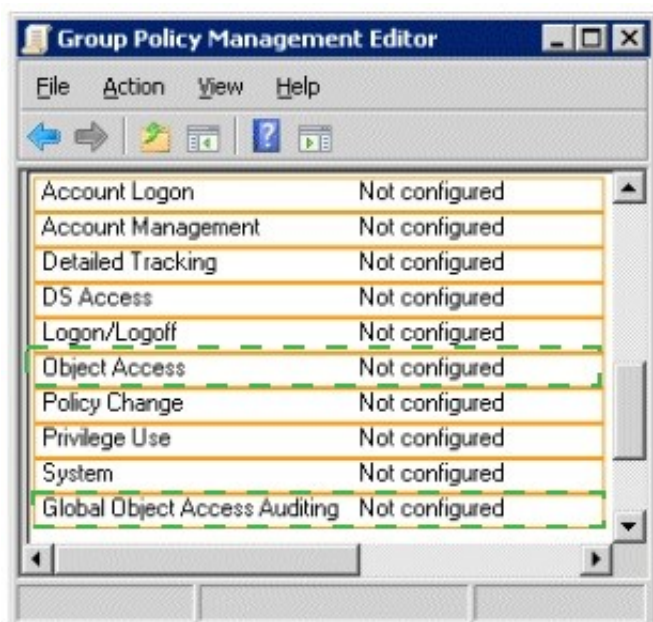 Group Policy Management Editor
File Action View Help
Account Logon Not configured
Account Management Not configured
Detailed Tracking Not configured
DS Access Not configured
Logon/Logoff Not configured
Object Access Not configured
Policy Change Not configured
Privilege Use Not configured
System Not configured
Global Object Access Auditing Not configured